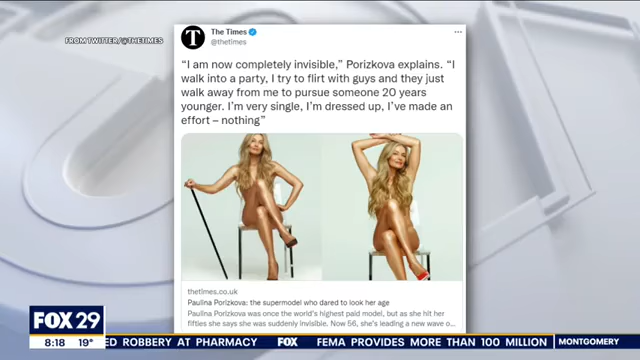 FROM TWITTER/@THETIMES
T
The Times
@thetimes
“I am now completely invisible,” Porizkova explains. “I
walk into a party, I try to flirt with guys and they just
walk away from me to pursue someone 20 years
younger. I’m very single, I’m dressed up, I’ve made an
effort – nothing”
thetimes.co.uk
Paulina Porizkova: the supermodel who dared to look her age
Paulina Porizkova was once the world’s highest paid model, but as she hit her
fifties she says she was suddenly invisible. Now 56, she’s leading a new wave o...
FOX 29
8:18 19°
ED ROBBERY AT PHARMACY FOX FEMA PROVIDES MORE THAN 100 MILLION
MONTGOMERY